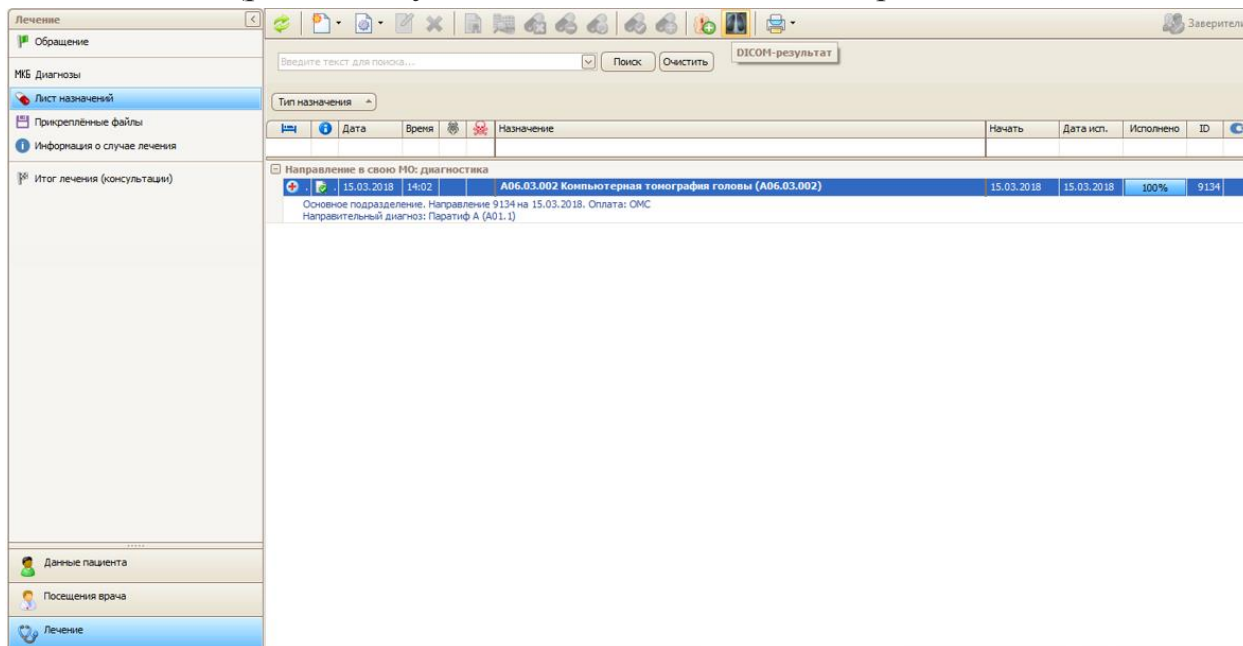 Лечение
Обращение
МКБ Диагнозы
Лист назначений
Прикреплённые файлы
Информация о случае лечения
Итог лечения (консультации)
Данные пациента
Посещения врача
Лечение
Введите текст для поиска...
Поиск
Очистить
DICOM-результат
Тип назначения
Дата Время Назначение Начать Дата исп. Исполнено ID
Направление в свою МО: диагностика
15.03.2018 14:02 A06.03.002 Компьютерная томография головы (A06.03.002) 15.03.2018 15.03.2018 100% 9134
Основное подразделение. Направление 9134 на 15.03.2018. Оплата: ОМС
Направительный диагноз: Паратиф A (A01.1)